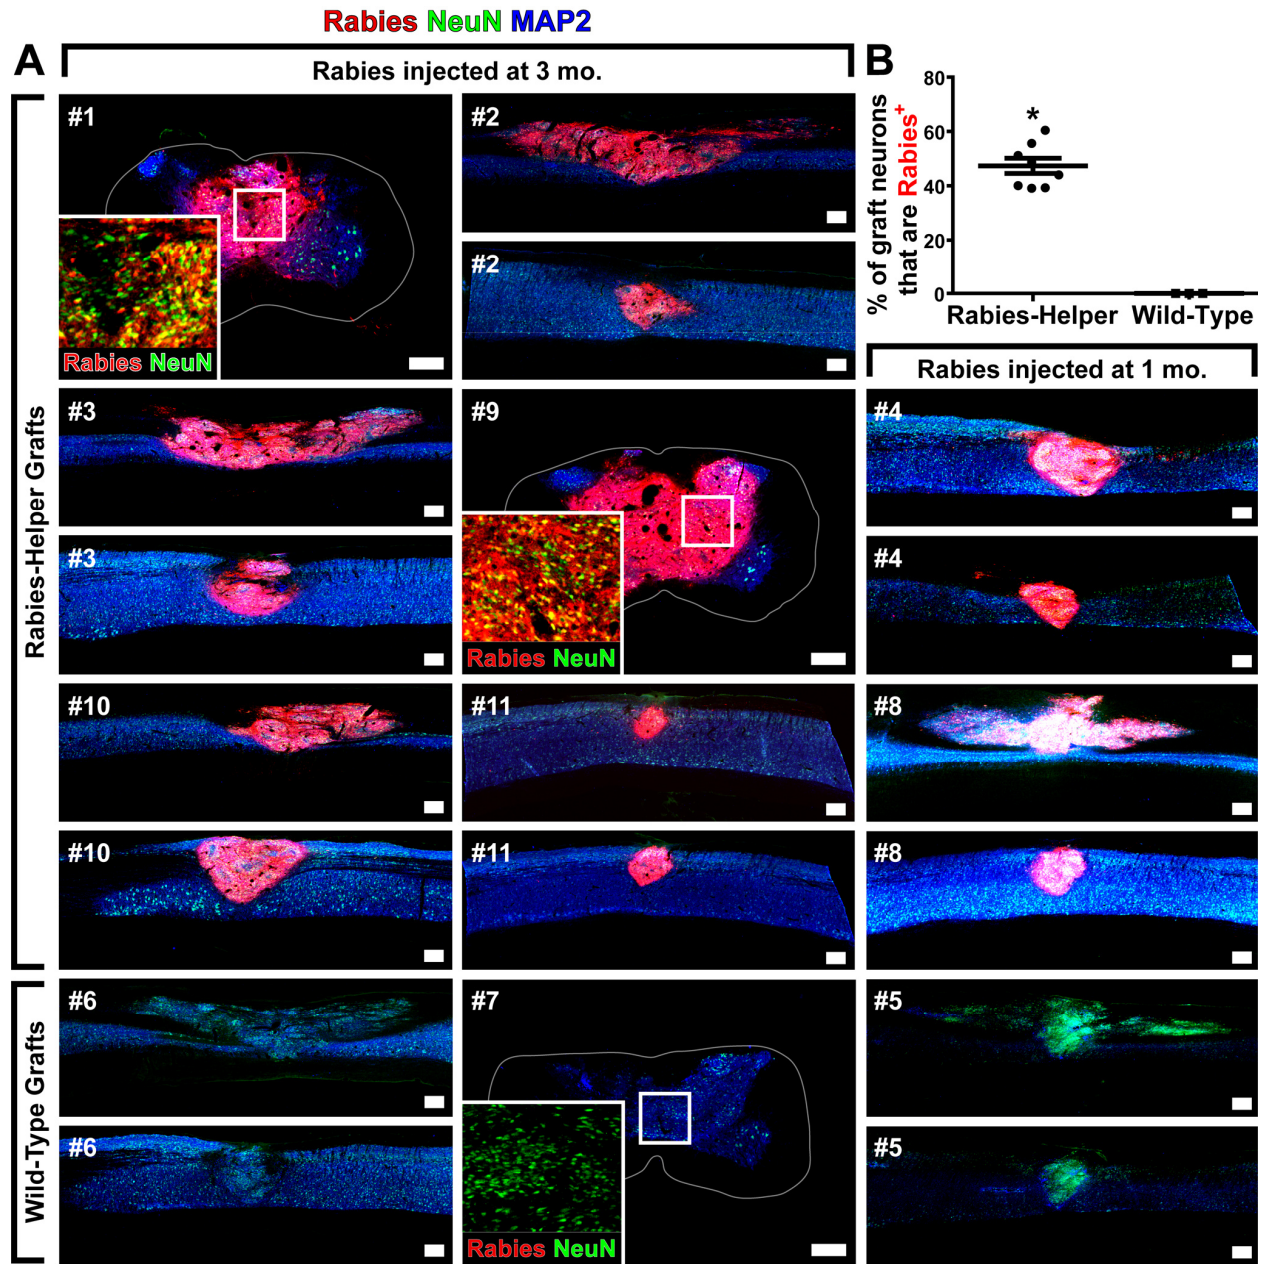 Rabies NeuN MAP2
A
Rabies injected at 3 mo.
B
% of graft neurons
that are Rabies+
80
60
40
20
0
*
Rabies-Helper Wild-Type
Rabies injected at 1 mo.
Rabies-Helper Grafts
#1
Rabies NeuN
#2
#2
#3
#9
#4
#3
Rabies NeuN
#4
#10
#11
#8
#10
#11
#8
Wild-Type Grafts
#6
#7
#5
#6
Rabies NeuN
#5